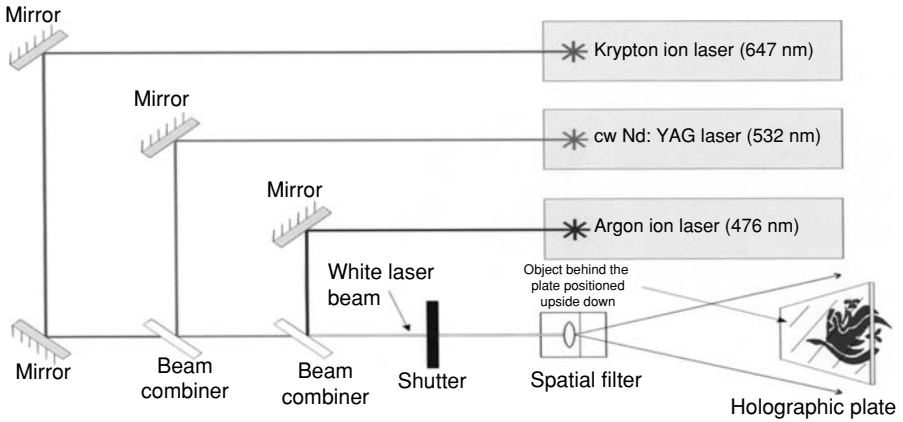 Mirror
Krypton ion laser (647 nm)
Mirror
cw Nd: YAG laser (532 nm)
Mirror
Argon ion laser (476 nm)
White laser
beam
Object behind the
plate positioned
upside down
Mirror
Beam
combiner
Beam
combiner
Shutter
Spatial filter
Holographic plate